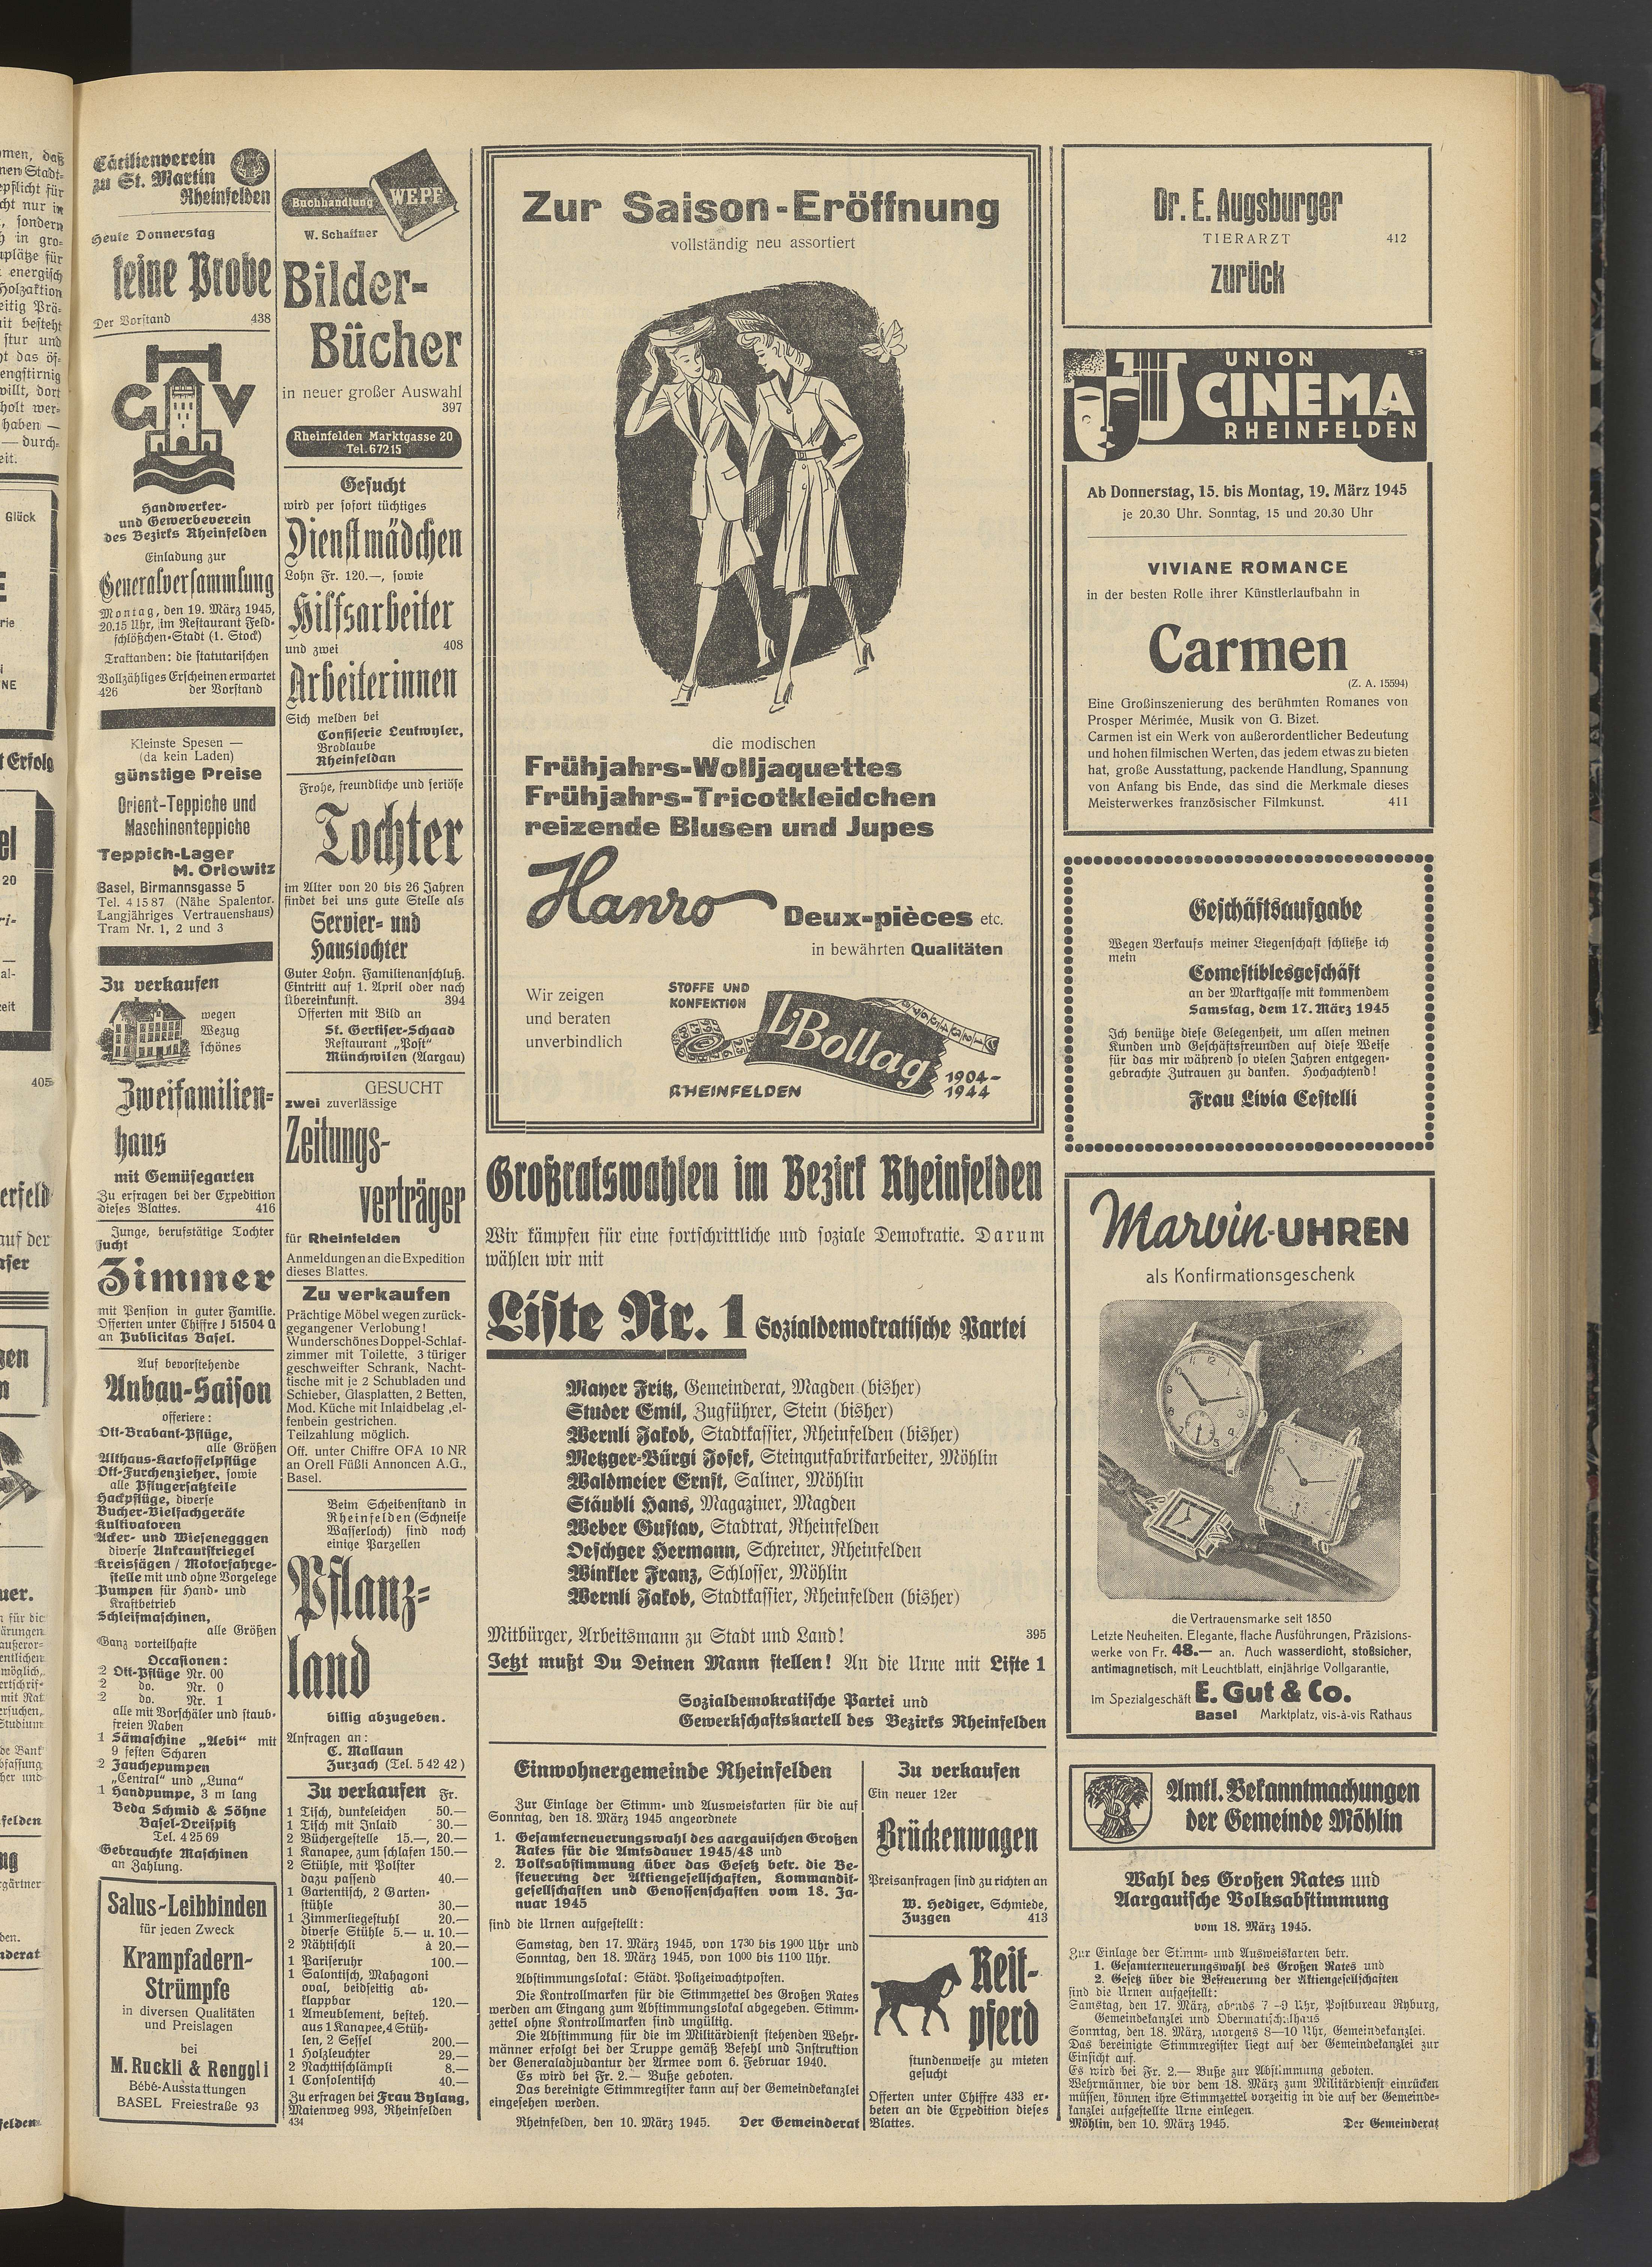 Cäcilienverein
zu St. Martin
Rheinfelden
Heute Donnerstag
keine Probe
Der Vorstand 438
G V
Handwerker-
und Gewerbeverein
des Bezirks Rheinfelden
Einladung zur
Generalversammlung
Montag, den 19. März 1945,
20.15 Uhr, im Restaurant Feld-
schlößchen-Stadt (1. Stock)
Traktanden: die statutarischen
Vollzähliges Erscheinen erwartet
426 der Vorstand
Kleinste Spesen —
(da kein Laden)
günstige Preise
Orient-Teppiche und
Maschinenteppiche
Teppich-Lager
M. Orlowitz
Basel, Birmannsgasse 5
Tel. 4 15 87 (Nähe Spalentor.
Langjähriges Vertrauenshaus)
Tram Nr. 1, 2 und 3
Zu verkaufen
wegen
Wegzug
schönes
Zweifamilien-
haus
mit Gemüsegarten
Zu erfragen bei der Expedition
dieses Blattes. 416
Junge, berufstätige Tochter
sucht
Zimmer
mit Pension in guter Familie.
Offerten unter Chiffre J 51504 Q
an Publicitas Basel.
Auf bevorstehende
Anbau-Saison
offeriere:
Ott-Brabant-Pflüge,
alle Größen
Althaus-Kartoffelpflüge
Ott-Furchenzieher, sowie
alle Pflugersatzteile
Hackpflüge, diverse
Bucher-Vielfachgeräte
Kultivatoren
Acker- und Wiesenegggen
diverse Unkrautstriegel
Kreissägen / Motorfahrge-
stelle mit und ohne Vorgelege
Pumpen für Hand- und
Kraftbetrieb
Schleifmaschinen,
alle Größen
Ganz vorteilhafte
Occasionen:
2 Ott-Pflüge Nr. 00
2 do. Nr. 0
2 do. Nr. 1
alle mit Vorschäler und staub-
freien Naben
1 Sämaschine „Aebi“ mit
9 festen Scharen
2 Jauchepumpen
„Central“ und „Luna“
1 Handpumpe, 3 m lang
Beda Schmid & Söhne
Basel-Dreispitz
Tel. 4 25 69
Gebrauchte Maschinen
an Zahlung.
Salus-Leibbinden
für jeden Zweck
Krampfadern-
Strümpfe
in diversen Qualitäten
und Preislagen
bei
M. Ruckli & Renggli
Bébé-Ausstattungen
BASEL Freiestraße 93
Buchhandlung WEPF
W. Schaffner
Bilder-
Bücher
in neuer großer Auswahl
397
Rheinfelden Marktgasse 20
Tel. 67215
Gesucht
wird per sofort tüchtiges
Dienstmädchen
Lohn Fr. 120.—, sowie
Hilfsarbeiter
und zwei 408
Arbeiterinnen
Sich melden bei
Confiserie Leutwyler,
Brodlaube
Rheinfeldan
Frohe, freundliche und seriöse
Tochter
im Alter von 20 bis 26 Jahren
findet bei uns gute Stelle als
Servier- und
Haustochter
Guter Lohn. Familienanschluß.
Eintritt auf 1. April oder nach
Übereinkunft. 394
Offerten mit Bild an
St. Gertiser-Schaad
Restaurant „Post“
Münchwilen (Aargau)
GESUCHT
zwei zuverlässige
Zeitungs-
verträger
für Rheinfelden
Anmeldungen an die Expedition
dieses Blattes.
Zu verkaufen
Prächtige Möbel wegen zurück-
gegangener Verlobung!
Wunderschönes Doppel-Schlaf-
zimmer mit Toilette, 3 türiger
geschweifter Schrank, Nacht-
tische mit je 2 Schubladen und
Schieber, Glasplatten, 2 Betten,
Mod. Küche mit Inlaidbelag ,el-
fenbein gestrichen.
Teilzahlung möglich.
Off. unter Chiffre OFA 10 NR
an Orell Füßli Annoncen A.G.,
Basel.
Beim Scheibenstand in
Rheinfelden (Schneise
Wasserloch) sind noch
einige Parzellen
Pflanz-
land
billig abzugeben.
Anfragen an:
C. Mallaun
Zurzach (Tel. 5 42 42)
Zu verkaufen Fr.
1 Tisch, dunkeleichen 50.—
1 Tisch mit Inlaid 30.—
2 Büchergestelle 15.—, 20.—
1 Kanapee, zum schlafen 150.—
2 Stühle, mit Polster
dazu passend 40.—
1 Gartentisch, 2 Garten-
stühle 30.—
1 Zimmerliegestuhl 20.—
diverse Stühle 5.— u. 10.—
2 Nähtischli à 20.—
1 Pariseruhr 100.—
1 Salontisch, Mahagoni
oval, beidseitig ab-
klappbar 120.—
1 Ameublement, besteh.
aus 1 Kanapee, 4 Stüh-
len, 2 Sessel 200.—
1 Holzleuchter 29.—
2 Nachttischlämpli 8.—
1 Consolentisch 40.—
Zu erfragen bei Frau Bylang,
Maienweg 993, Rheinfelden
434
Zur Saison-Eröffnung
vollständig neu assortiert
die modischen
Frühjahrs-Wolljaquettes
Frühjahrs-Tricotkleidchen
reizende Blusen und Jupes
Hanro Deux-pièces etc.
in bewährten Qualitäten
Wir zeigen
und beraten
unverbindlich
STOFFE UND
KONFEKTION
L. Bollag
RHEINFELDEN
1904–
1944
Großratswahlen im Bezirk Rheinfelden
Wir kämpfen für eine fortschrittliche und soziale Demokratie. Darum
wählen wir mit
Liste Nr. 1 Sozialdemokratische Partei
Mayer Fritz, Gemeinderat, Magden (bisher)
Studer Emil, Zugführer, Stein (bisher)
Wernli Jakob, Stadtkassier, Rheinfelden (bisher)
Metzger-Bürgi Josef, Steingutfabrikarbeiter, Möhlin
Waldmeier Ernst, Saliner, Möhlin
Stäubli Hans, Magaziner, Magden
Weber Gustav, Stadtrat, Rheinfelden
Oeschger Hermann, Schreiner, Rheinfelden
Winkler Franz, Schlosser, Möhlin
Wernli Jakob, Stadtkassier, Rheinfelden (bisher)
Mitbürger, Arbeitsmann zu Stadt und Land! 395
Jetzt mußt Du Deinen Mann stellen! An die Urne mit Liste 1
Sozialdemokratische Partei und
Gewerkschaftskartell des Bezirks Rheinfelden
Einwohnergemeinde Rheinfelden
Zur Einlage der Stimm- und Ausweiskarten für die auf
Sonntag, den 18. März 1945 angeordnete
1. Gesamterneuerungswahl des aargauischen Großen
Rates für die Amtsdauer 1945/48 und
2. Volksabstimmung über das Gesetz betr. die Be-
steuerung der Aktiengesellschaften, Kommandit-
gesellschaften und Genossenschaften vom 18. Ja-
nuar 1945
sind die Urnen aufgestellt:
Samstag, den 17. März 1945, von 1730 bis 1900 Uhr und
Sonntag, den 18. März 1945, von 1000 bis 1100 Uhr.
Abstimmungslokal: Städt. Polizeiwachtposten.
Die Kontrollmarken für die Stimmzettel des Großen Rates
werden am Eingang zum Abstimmungslokal abgegeben. Stimm-
zettel ohne Kontrollmarken sind ungültig.
Die Abstimmung für die im Militärdienst stehenden Wehr-
männer erfolgt bei der Truppe gemäß Befehl und Instruktion
der Generaladjudantur der Armee vom 6. Februar 1940.
Es wird bei Fr. 2.— Buße geboten.
Das bereinigte Stimmregister kann auf der Gemeindekanzlei
eingesehen werden.
Rheinfelden, den 10. März 1945. Der Gemeinderat
Zu verkaufen
Ein neuer 12er
Brückenwagen
Preisanfragen sind zu richten an
W. Hediger, Schmiede,
Zuzgen 413
Reit-
pferd
stundenweise zu mieten
gesucht
Offerten unter Chiffre 433 er-
beten an die Expedition dieses
Blattes.
Dr. E. Augsburger
TIERARZT 412
zurück
UNION
CINEMA
RHEINFELDEN
Ab Donnerstag, 15. bis Montag, 19. März 1945
je 20.30 Uhr. Sonntag, 15 und 20.30 Uhr
VIVIANE ROMANCE
in der besten Rolle ihrer Künstlerlaufbahn in
Carmen
(Z. A. 15594)
Eine Großinszenierung des berühmten Romanes von
Prosper Mérimée, Musik von G. Bizet.
Carmen ist ein Werk von außerordentlicher Bedeutung
und hohen filmischen Werten, das jedem etwas zu bieten
hat, große Ausstattung, packende Handlung, Spannung
von Anfang bis Ende, das sind die Merkmale dieses
Meisterwerkes französischer Filmkunst. 411
Geschäftsaufgabe
Wegen Verkaufs meiner Liegenschaft schließe ich
mein
Comestiblesgeschäft
an der Marktgasse mit kommendem
Samstag, dem 17. März 1945
Ich benütze diese Gelegenheit, um allen meinen
Kunden und Geschäftsfreunden auf diese Weise
für das mir während so vielen Jahren entgegen-
gebrachte Zutrauen zu danken. Hochachtend!
Frau Livia Cestelli
Marvin-UHREN
als Konfirmationsgeschenk
die Vertrauensmarke seit 1850
Letzte Neuheiten. Elegante, flache Ausführungen, Präzisions-
werke von Fr. 48.— an. Auch wasserdicht, stoßsicher,
antimagnetisch, mit Leuchtblatt, einjährige Vollgarantie,
im Spezialgeschäft E. Gut & Co.
Basel Marktplatz, vis-à-vis Rathaus
Amtl. Bekanntmachungen
der Gemeinde Möhlin
Wahl des Großen Rates und
Aargauische Volksabstimmung
vom 18. März 1945.
Zur Einlage der Stimm- und Ausweiskarten betr.
1. Gesamterneuerungswahl des Großen Rates und
2. Gesetz über die Besteuerung der Aktiengesellschaften
sind die Urnen aufgestellt:
Samstag, den 17. März, abends 7–9 Uhr, Postbureau Ryburg,
Gemeindekanzlei und Obermatschulhaus
Sonntag, den 18. März, morgens 8—10 Uhr, Gemeindekanzlei.
Das bereinigte Stimmregister liegt auf der Gemeindekanzlei zur
Einsicht auf.
Es wird bei Fr. 2.— Buße zur Abstimmung geboten.
Wehrmänner, die vor dem 18. März zum Militärdienst einrücken
müssen, können ihre Stimmzettel vorzeitig in die auf der Gemeinde-
kanzlei aufgestellte Urne einlegen.
Möhlin, den 10. März 1945. Der Gemeinderat